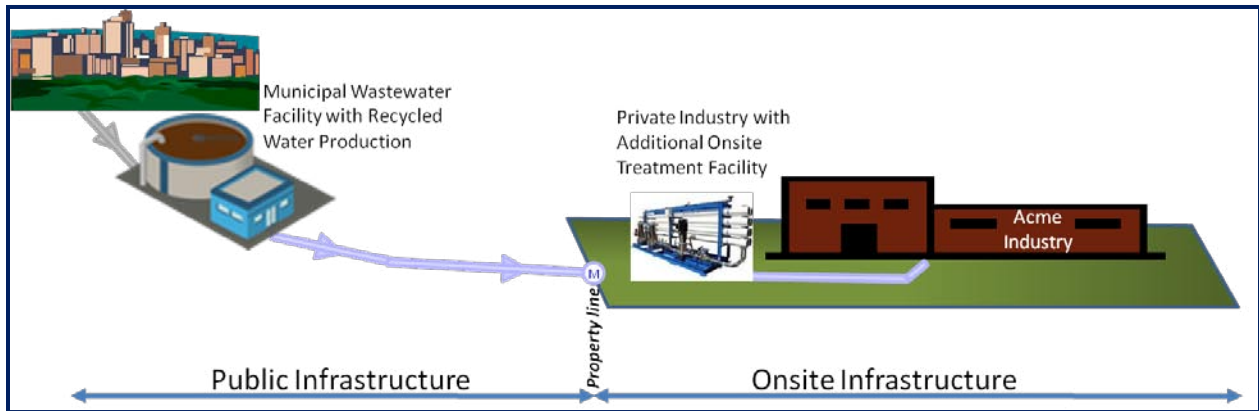 Municipal Wastewater
Facility with Recycled
Water Production
Private Industry with
Additional Onsite
Treatment Facility
Acme
Industry
M
Property line
Public Infrastructure
Onsite Infrastructure